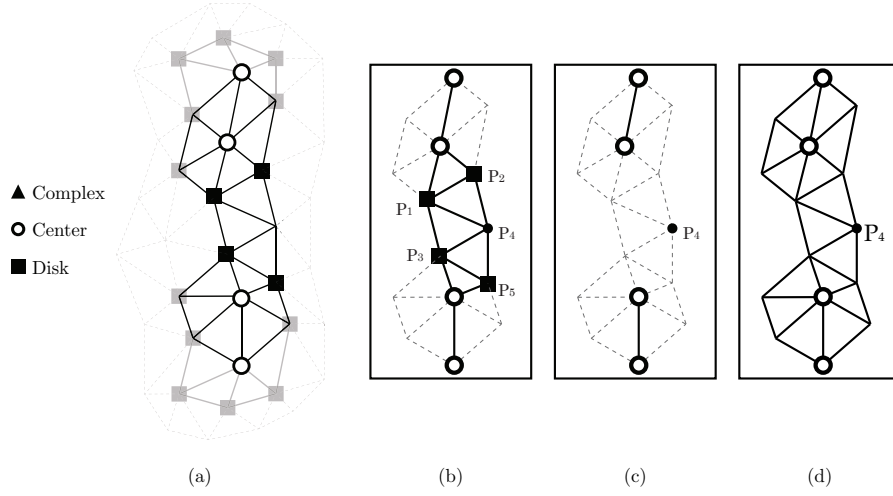 Complex
Center
Disk
P1
P2
P3
P4
P5
P4
P4
(a)
(b)
(c)
(d)